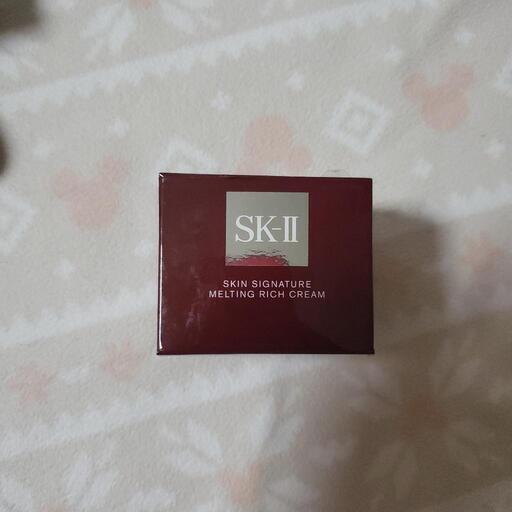 SK-II
SKIN SIGNATURE
MELTING RICH CREAM